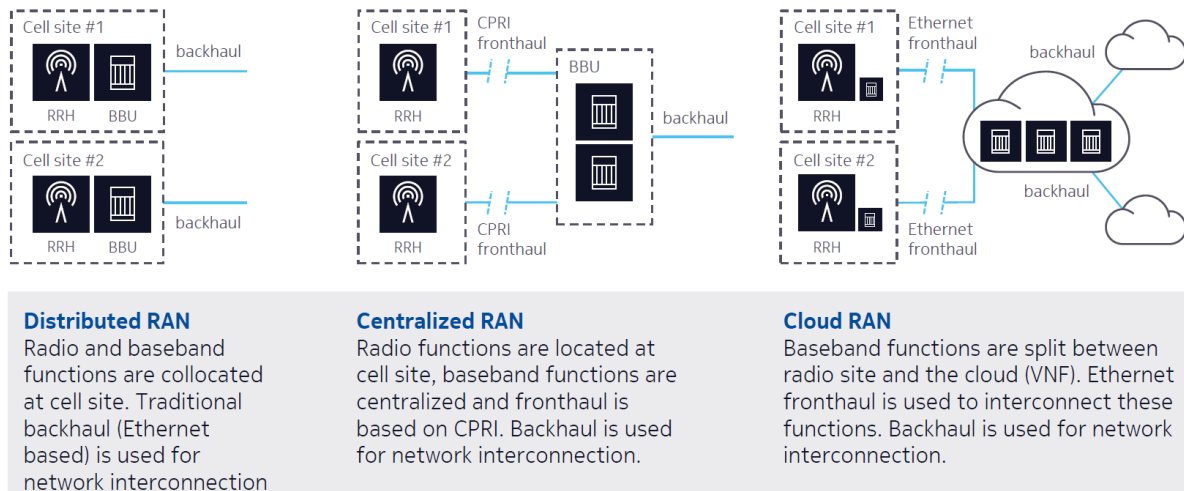 Cell site #1
RRH
BBU
backhaul
Cell site #2
RRH
BBU
backhaul
Cell site #1
RRH
CPRI
fronthaul
Cell site #2
RRH
CPRI
fronthaul
BBU
backhaul
Cell site #1
RRH
Ethernet
fronthaul
Cell site #2
RRH
Ethernet
fronthaul
backhaul
backhaul
Distributed RAN
Radio and baseband
functions are collocated
at cell site. Traditional
backhaul (Ethernet
based) is used for
network interconnection
Centralized RAN
Radio functions are located at
cell site, baseband functions are
centralized and fronthaul is
based on CPRI. Backhaul is used
for network interconnection.
Cloud RAN
Baseband functions are split between
radio site and the cloud (VNF). Ethernet
fronthaul is used to interconnect these
functions. Backhaul is used for network
interconnection.